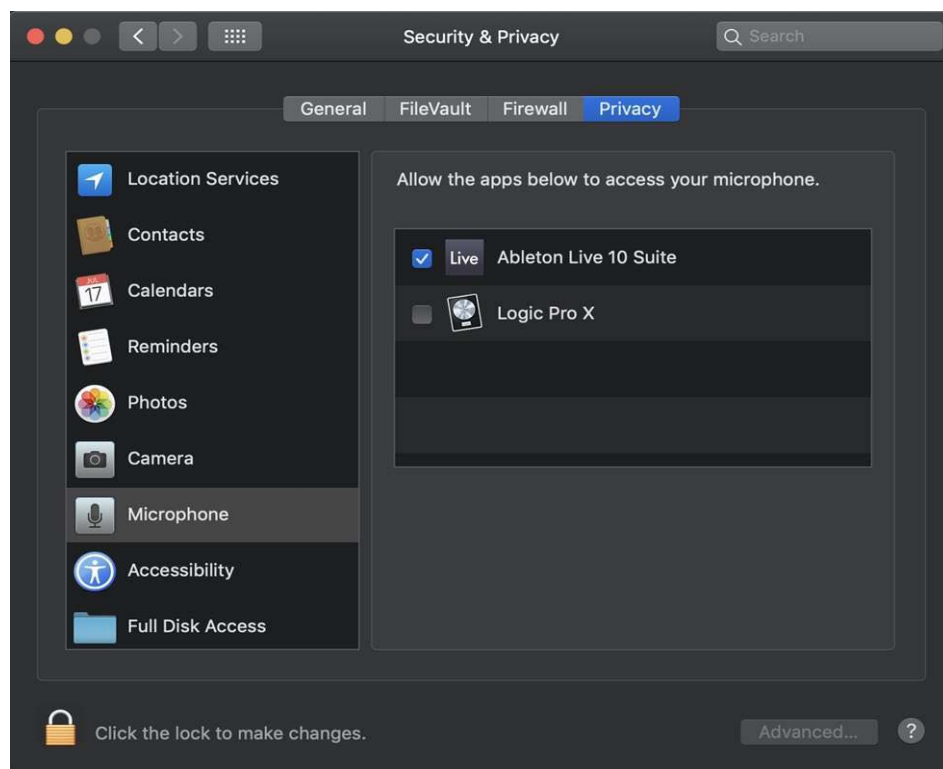 Security & Privacy
Search
General FileVault Firewall Privacy
Location Services
Contacts
JUL
17
Calendars
Reminders
Photos
Camera
Microphone
Accessibility
Full Disk Access
Allow the apps below to access your microphone.
Live Ableton Live 10 Suite
Logic Pro X
Click the lock to make changes.
Advanced... ?